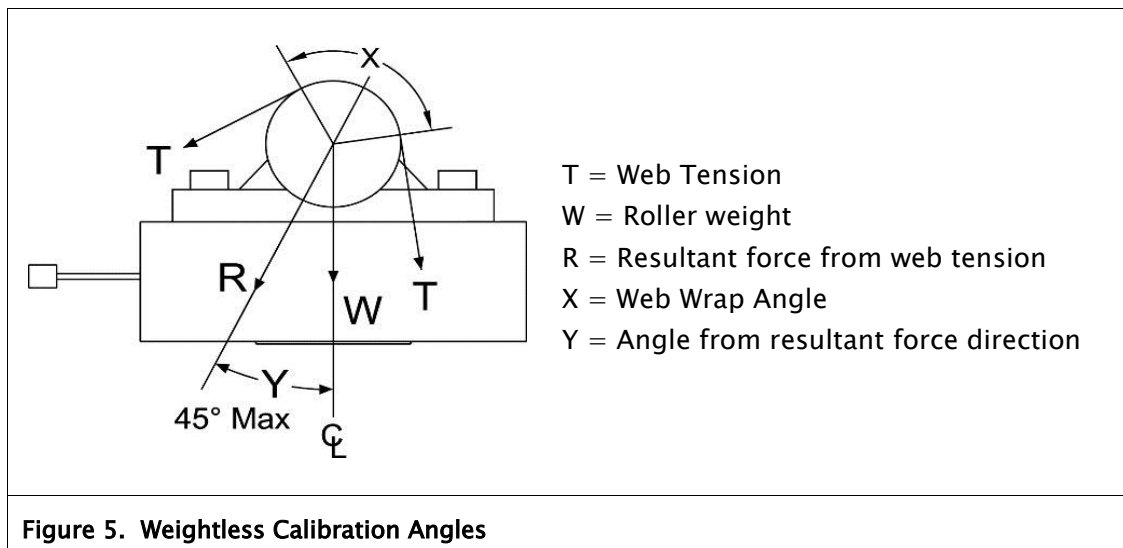 X
T
T = Web Tension
W = Roller weight
R
R = Resultant force from web tension
W
T
X = Web Wrap Angle
Y = Angle from resultant force direction
Y
45° Max
℄
Figure 5. Weightless Calibration Angles